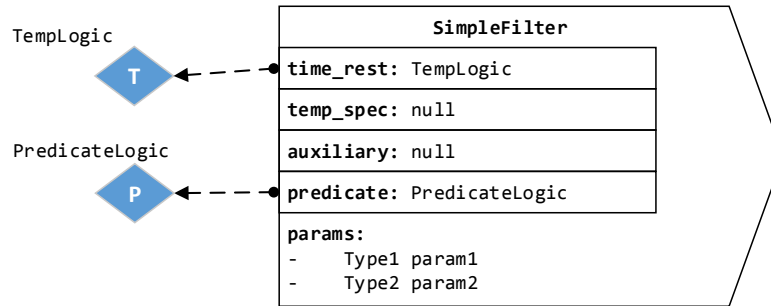 SimpleFilter
TempLogic
T
time_rest: TempLogic
temp_spec: null
auxiliary: null
PredicateLogic
P
predicate: PredicateLogic
params:
- Type1 param1
- Type2 param2